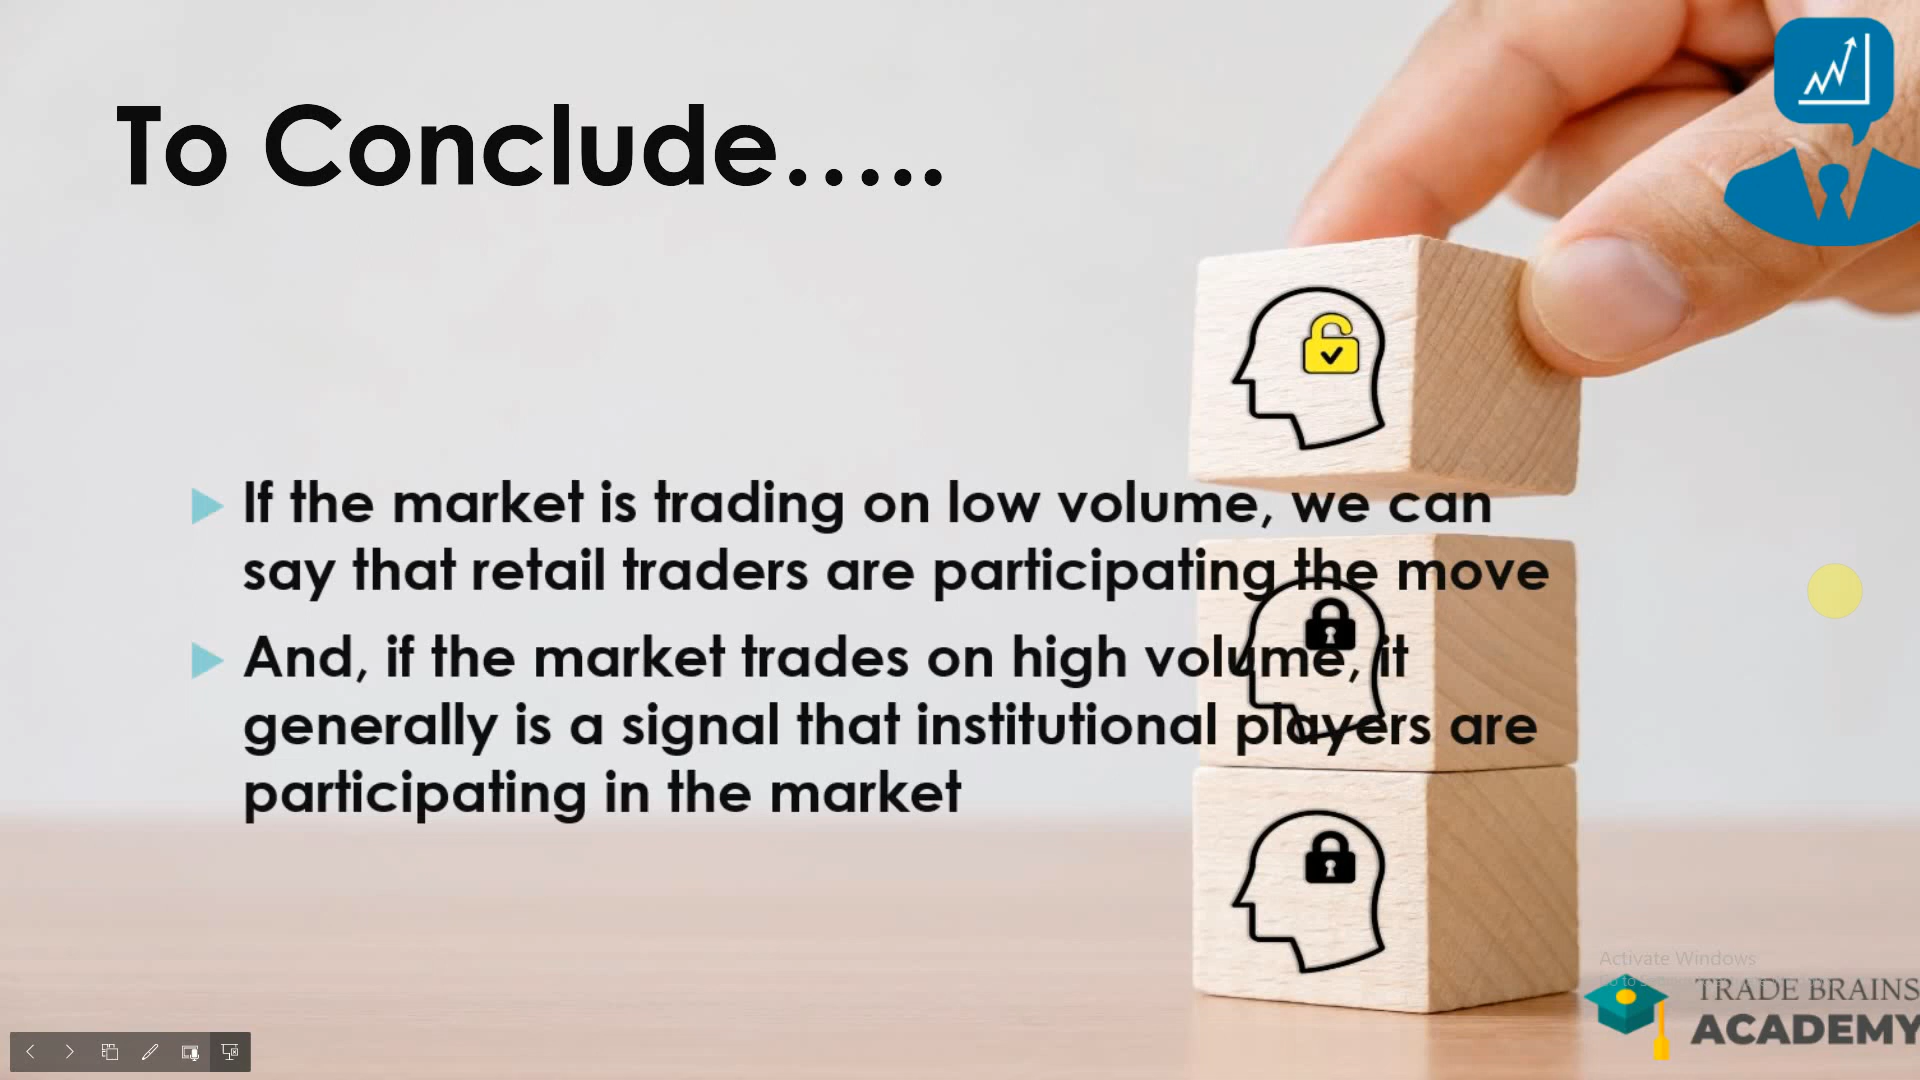 To Conclude.....
If the market is trading on low volume, we can
say that retail traders are participating the move
And, if the market trades on high volume, it
generally is a signal that institutional players are
participating in the market
Activate Windows
TRADE BRAINS
ACADEMY